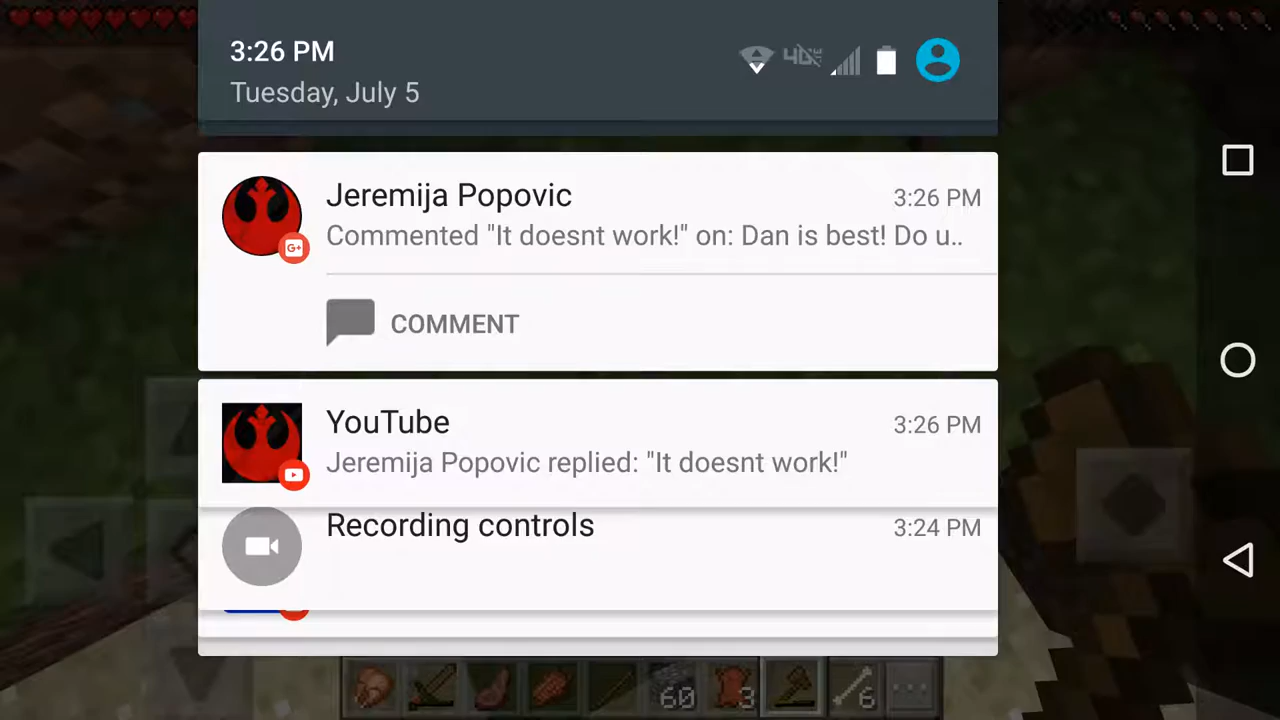 3:26 PM
Tuesday, July 5
Jeremija Popovic
3:26 PM
Commented "It doesnt work!" on: Dan is best! Do u..
G+
COMMENT
YouTube
3:26 PM
Jeremija Popovic replied: "It doesnt work!"
Recording controls
3:24 PM
60
3
6